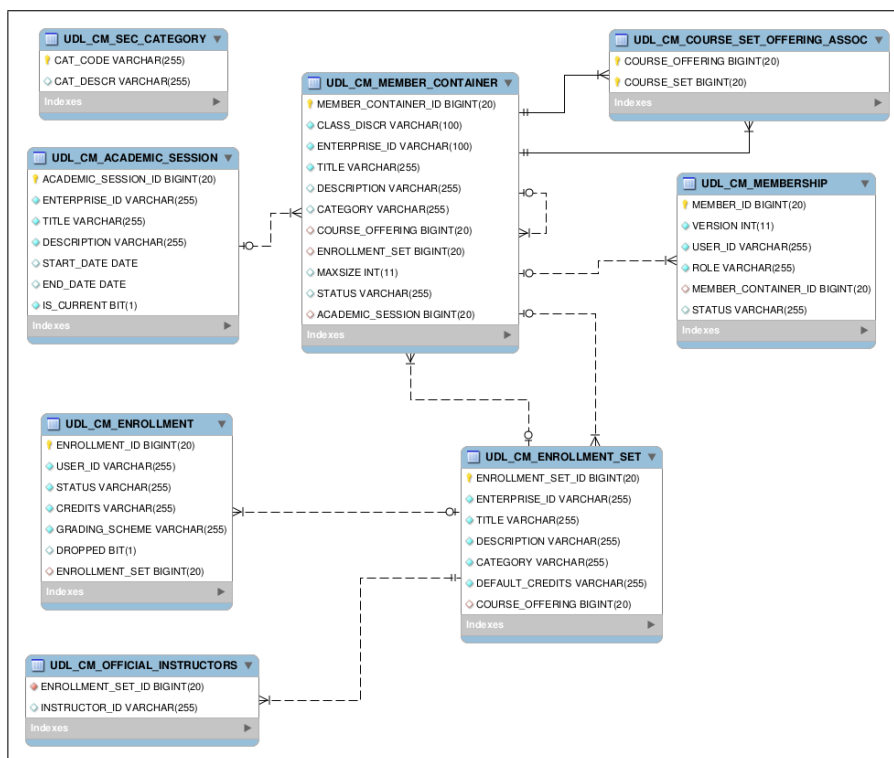 UDL_CM_SEC_CATEGORY
CAT_CODE VARCHAR(255)
CAT_DESCR VARCHAR(255)
Indexes
UDL_CM_MEMBER_CONTAINER
MEMBER_CONTAINER_ID BIGINT(20)
CLASS_DISCR VARCHAR(100)
ENTERPRISE_ID VARCHAR(100)
TITLE VARCHAR(255)
DESCRIPTION VARCHAR(255)
CATEGORY VARCHAR(255)
COURSE_OFFERING BIGINT(20)
ENROLLMENT_SET BIGINT(20)
MAXSIZE INT(11)
STATUS VARCHAR(255)
ACADEMIC_SESSION BIGINT(20)
Indexes
UDL_CM_COURSE_SET_OFFERING_ASSOC
COURSE_OFFERING BIGINT(20)
COURSE_SET BIGINT(20)
Indexes
UDL_CM_ACADEMIC_SESSION
ACADEMIC_SESSION_ID BIGINT(20)
ENTERPRISE_ID VARCHAR(255)
TITLE VARCHAR(255)
DESCRIPTION VARCHAR(255)
START_DATE DATE
END_DATE DATE
IS_CURRENT BIT(1)
Indexes
UDL_CM_MEMBERSHIP
MEMBER_ID BIGINT(20)
VERSION INT(11)
USER_ID VARCHAR(255)
ROLE VARCHAR(255)
MEMBER_CONTAINER_ID BIGINT(20)
STATUS VARCHAR(255)
Indexes
UDL_CM_ENROLLMENT
ENROLLMENT_ID BIGINT(20)
USER_ID VARCHAR(255)
STATUS VARCHAR(255)
CREDITS VARCHAR(255)
GRADING_SCHEME VARCHAR(255)
DROPPED BIT(1)
ENROLLMENT_SET BIGINT(20)
Indexes
UDL_CM_ENROLLMENT_SET
ENROLLMENT_SET_ID BIGINT(20)
ENTERPRISE_ID VARCHAR(255)
TITLE VARCHAR(255)
DESCRIPTION VARCHAR(255)
CATEGORY VARCHAR(255)
DEFAULT_CREDITS VARCHAR(255)
COURSE_OFFERING BIGINT(20)
Indexes
UDL_CM_OFFICIAL_INSTRUCTORS
ENROLLMENT_SET_ID BIGINT(20)
INSTRUCTOR_ID VARCHAR(255)
Indexes